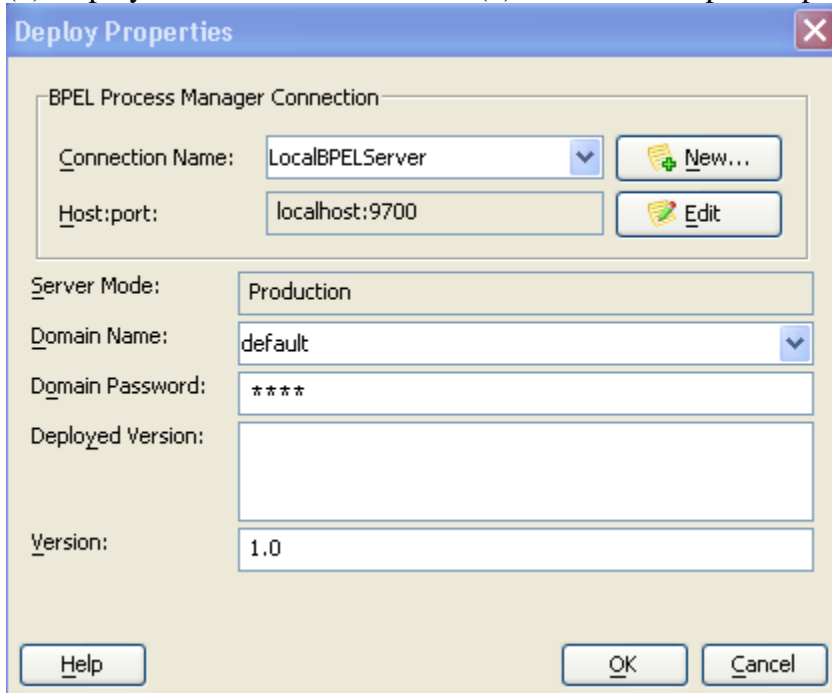 Deploy Properties
BPEL Process Manager Connection
Connection Name: LocalBPELServer New...
Host:port: localhost:9700 Edit
Server Mode: Production
Domain Name: default
Domain Password: ****
Deployed Version:
Version: 1.0
Help OK Cancel